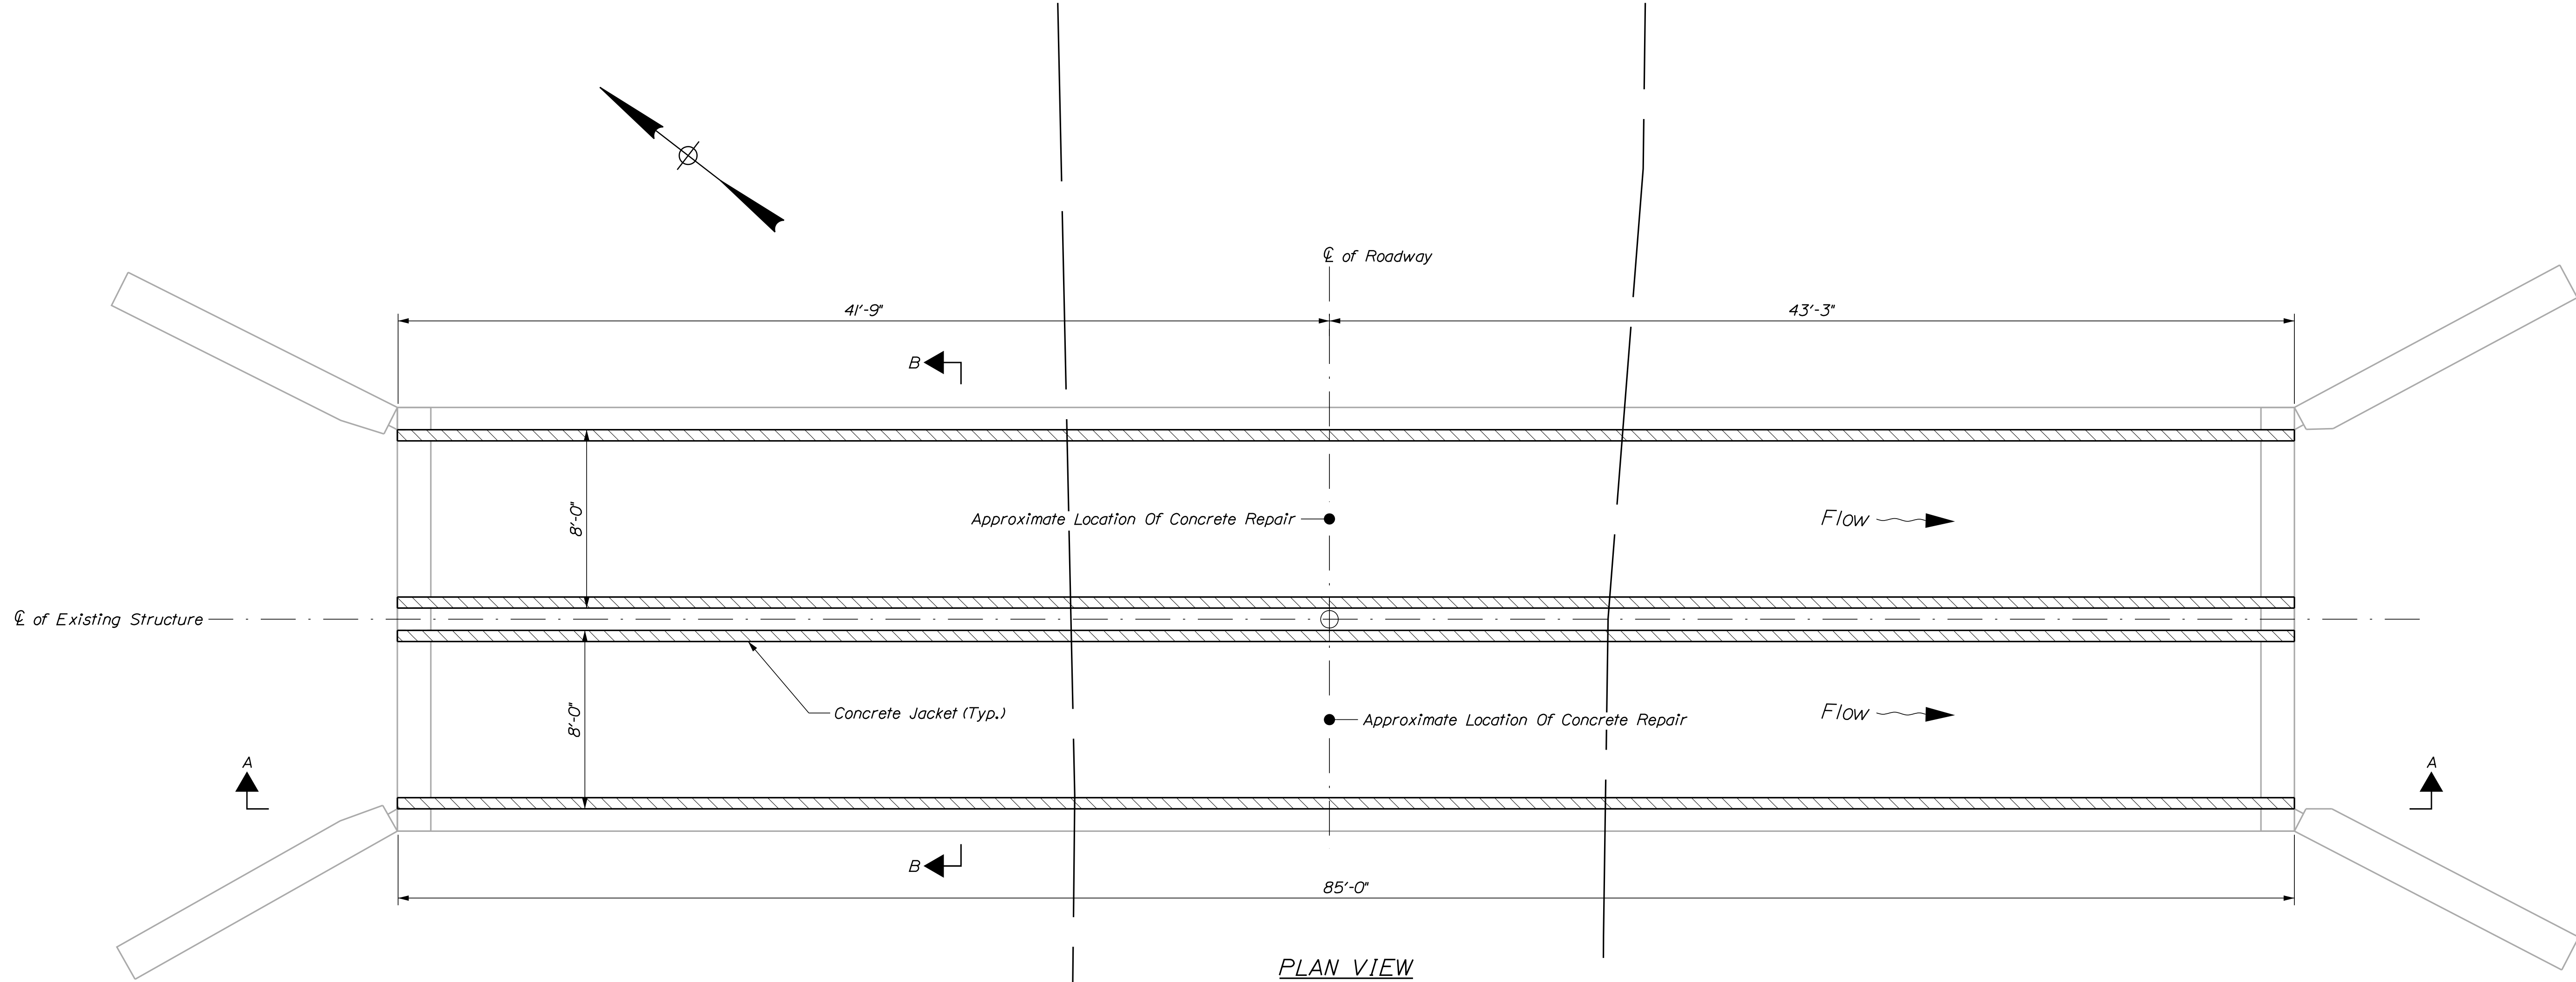 ℄ of Roadway
41'-9"
43'-3"
B
8'-0"
Approximate Location Of Concrete Repair
Flow
℄ of Existing Structure
8'-0"
Concrete Jacket (Typ.)
Approximate Location Of Concrete Repair
Flow
A
A
B
85'-0"
PLAN VIEW